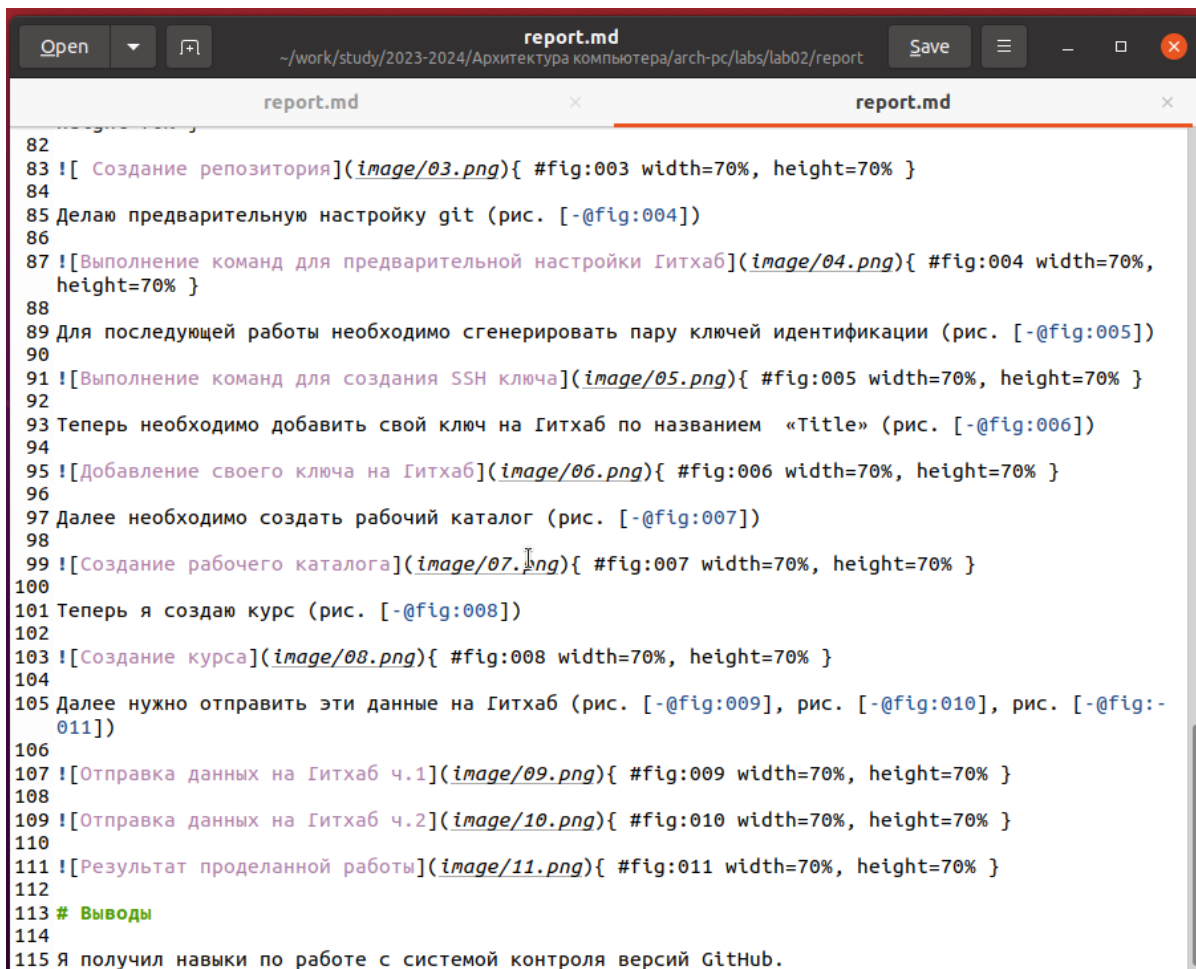 Open
report.md
~/work/study/2023-2024/Архитектура компьютера/arch-pc/labs/lab02/report
Save
report.md
report.md
82
83 ![ Создание репозитория](image/03.png){ #fig:003 width=70%, height=70% }
84
85 Делаю предварительную настройку git (рис. [-@fig:004])
86
87 ![Выполнение команд для предварительной настройки Гитхаб](image/04.png){ #fig:004 width=70%,
height=70% }
88
89 Для последующей работы необходимо сгенерировать пару ключей идентификации (рис. [-@fig:005])
90
91 ![Выполнение команд для создания SSH ключа](image/05.png){ #fig:005 width=70%, height=70% }
92
93 Теперь необходимо добавить свой ключ на Гитхаб по названием  «Title» (рис. [-@fig:006])
94
95 ![Добавление своего ключа на Гитхаб](image/06.png){ #fig:006 width=70%, height=70% }
96
97 Далее необходимо создать рабочий каталог (рис. [-@fig:007])
98
99 ![Создание рабочего каталога](image/07.png){ #fig:007 width=70%, height=70% }
100
101 Теперь я создаю курс (рис. [-@fig:008])
102
103 ![Создание курса](image/08.png){ #fig:008 width=70%, height=70% }
104
105 Далее нужно отправить эти данные на Гитхаб (рис. [-@fig:009], рис. [-@fig:010], рис. [-@fig:-
011])
106
107 ![Отправка данных на Гитхаб ч.1](image/09.png){ #fig:009 width=70%, height=70% }
108
109 ![Отправка данных на Гитхаб ч.2](image/10.png){ #fig:010 width=70%, height=70% }
110
111 ![Результат проделанной работы](image/11.png){ #fig:011 width=70%, height=70% }
112
113 # Выводы
114
115 Я получил навыки по работе с системой контроля версий GitHub.